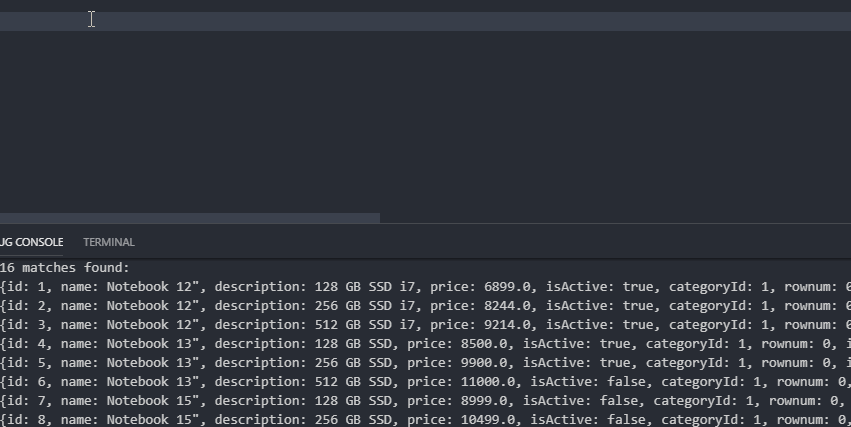 UG CONSOLE TERMINAL
16 matches found:
{id: 1, name: Notebook 12", description: 128 GB SSD i7, price: 6899.0, isActive: true, categoryId: 1, rownum: 0
{id: 2, name: Notebook 12", description: 256 GB SSD i7, price: 8244.0, isActive: true, categoryId: 1, rownum: 0
{id: 3, name: Notebook 12", description: 512 GB SSD i7, price: 9214.0, isActive: true, categoryId: 1, rownum: 0
{id: 4, name: Notebook 13", description: 128 GB SSD, price: 8500.0, isActive: true, categoryId: 1, rownum: 0, i
{id: 5, name: Notebook 13", description: 256 GB SSD, price: 9900.0, isActive: true, categoryId: 1, rownum: 0, i
{id: 6, name: Notebook 13", description: 512 GB SSD, price: 11000.0, isActive: false, categoryId: 1, rownum: 0,
{id: 7, name: Notebook 15", description: 128 GB SSD, price: 8999.0, isActive: false, categoryId: 1, rownum: 0,
{id: 8, name: Notebook 15", description: 256 GB SSD, price: 10499.0, isActive: false, categoryId: 1, rownum: 0,